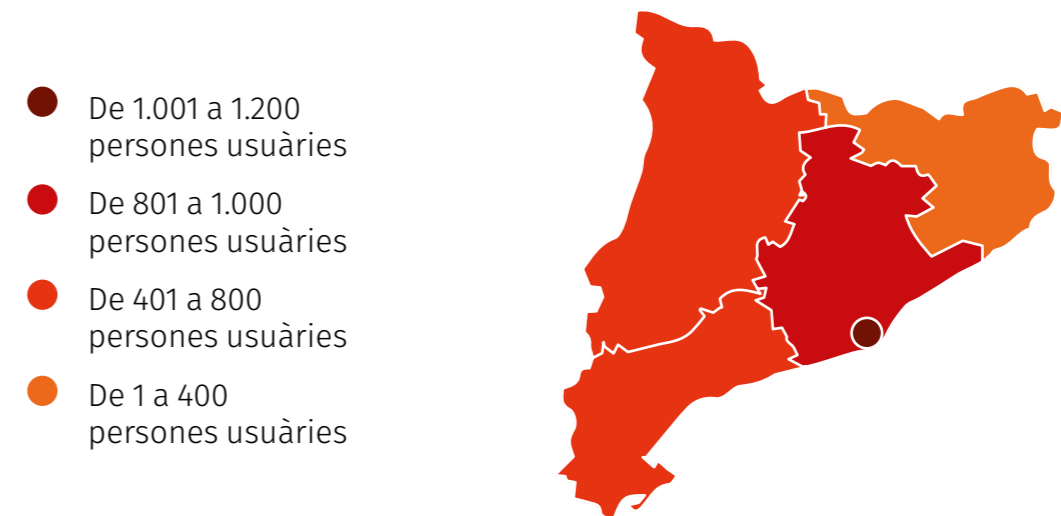 De 1.001 a 1.200
persones usuàries
De 801 a 1.000
persones usuàries
De 401 a 800
persones usuàries
De 1 a 400
persones usuàries